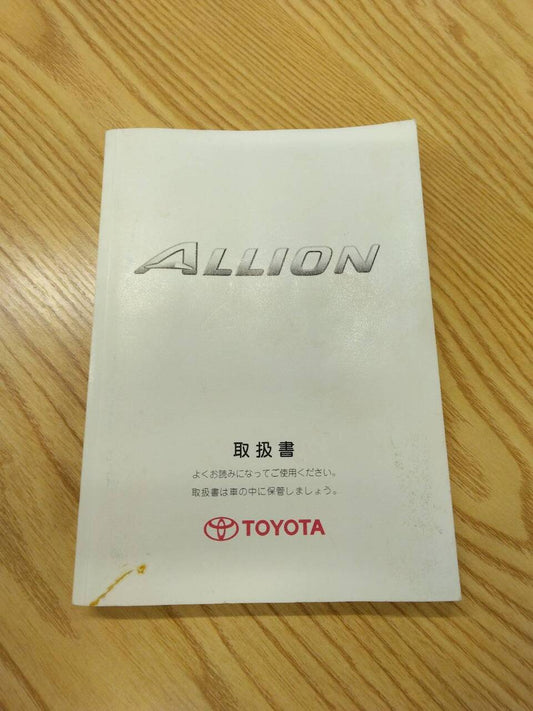 ALLION
取扱書
よくお読みになってご使用ください。
取扱書は車の中に保管しましょう。
TOYOTA